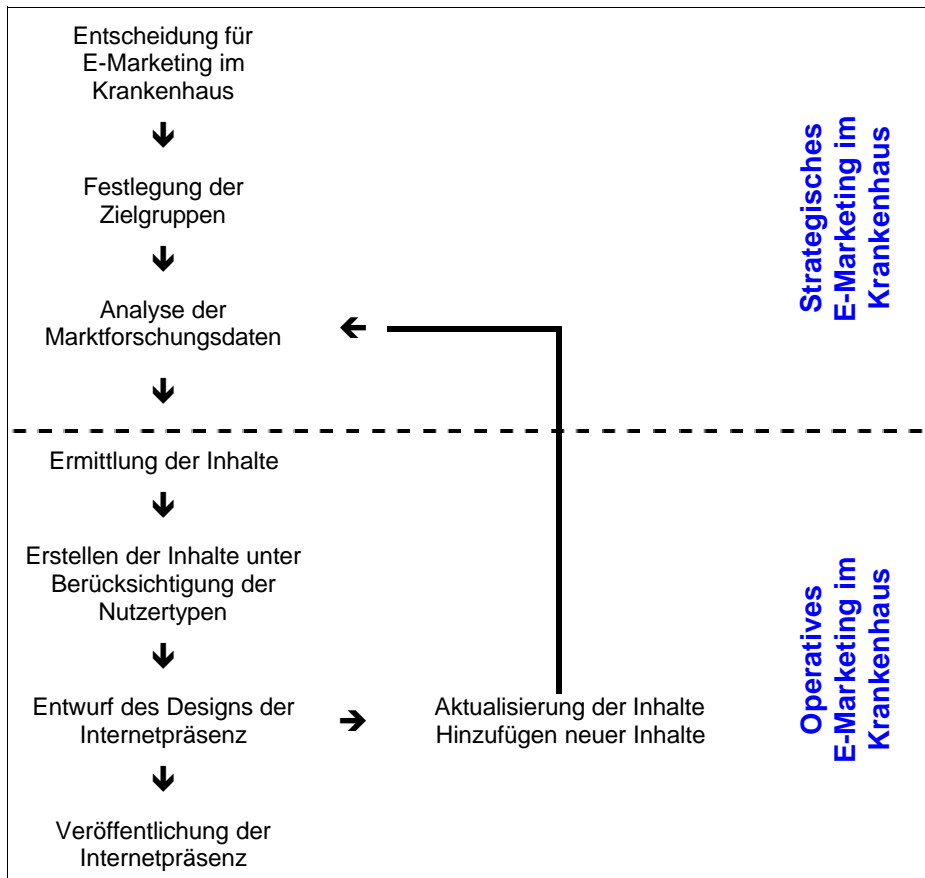 Entscheidung für
E-Marketing im
Krankenhaus
Festlegung der
Zielgruppen
Analyse der
Marktforschungsdaten
Strategisches
E-Marketing im
Krankenhaus
Ermittlung der Inhalte
Erstellen der Inhalte unter
Berücksichtigung der
Nutzertypen
Entwurf des Designs der
Internetpräsenz
Aktualisierung der Inhalte
Hinzufügen neuer Inhalte
Veröffentlichung der
Internetpräsenz
Operatives
E-Marketing im
Krankenhaus